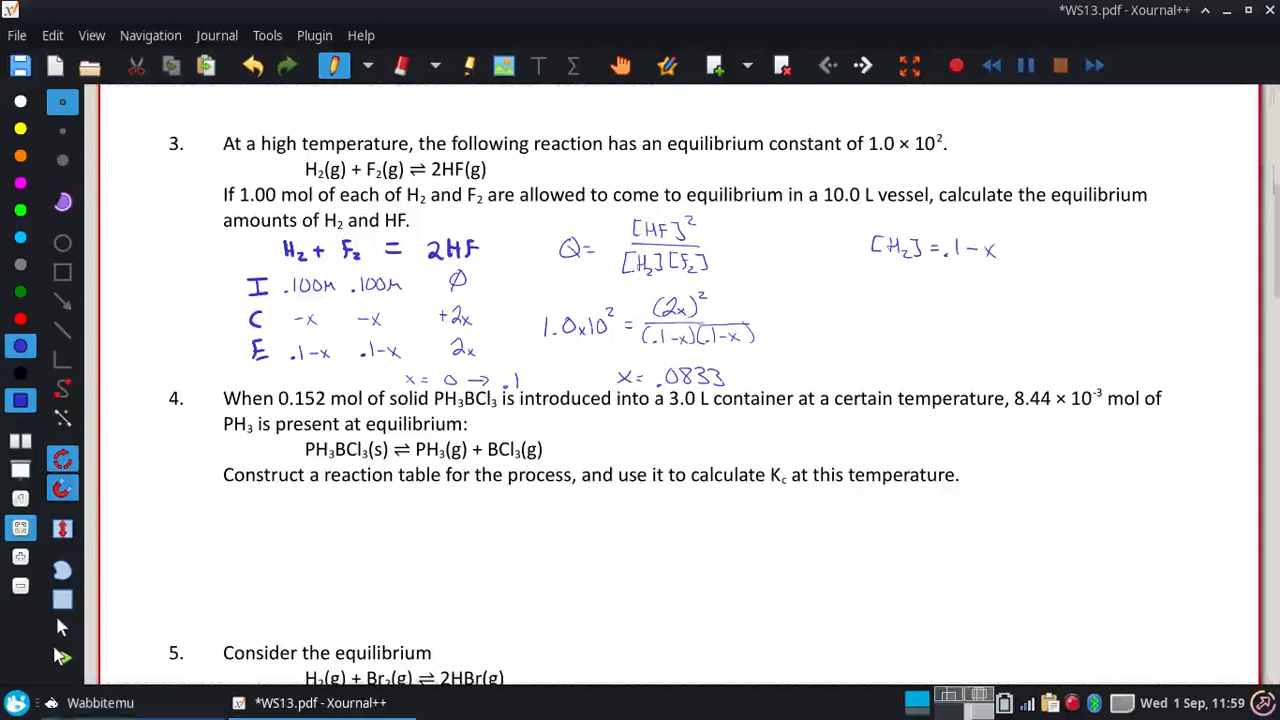 *WS13.pdf - Xournal++
File Edit View Navigation Journal Tools Plugin Help
3. At a high temperature, the following reaction has an equilibrium constant of 1.0 × 10².
H₂(g) + F₂(g) ⇌ 2HF(g)
If 1.00 mol of each of H₂ and F₂ are allowed to come to equilibrium in a 10.0 L vessel, calculate the equilibrium
amounts of H₂ and HF.
H₂ + F₂ = 2HF
I .100M .100M ∅
C -x -x +2x
E .1-x .1-x 2x
x = 0 → .1
Q = [HF]² / [H₂][F₂]
1.0x10² = (2x)² / (.1-x)(.1-x)
x = .0833
[H₂] = .1-x
4. When 0.152 mol of solid PH₃BCl₃ is introduced into a 3.0 L container at a certain temperature, 8.44 × 10⁻³ mol of
PH₃ is present at equilibrium:
PH₃BCl₃(s) ⇌ PH₃(g) + BCl₃(g)
Construct a reaction table for the process, and use it to calculate K꜀ at this temperature.
5. Consider the equilibrium
H₂(g) + Br₂(g) ⇌ 2HBr(g)
Wabbitemu *WS13.pdf - Xournal++ Wed 1 Sep, 11:59